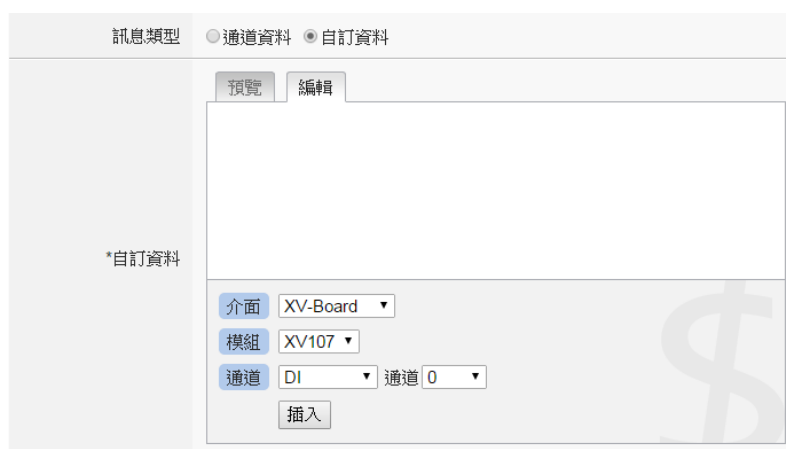 訊息類型 通道資料 自訂資料
預覽 編輯
*自訂資料
介面 XV-Board
模組 XV107
通道 DI 通道 0
插入
$